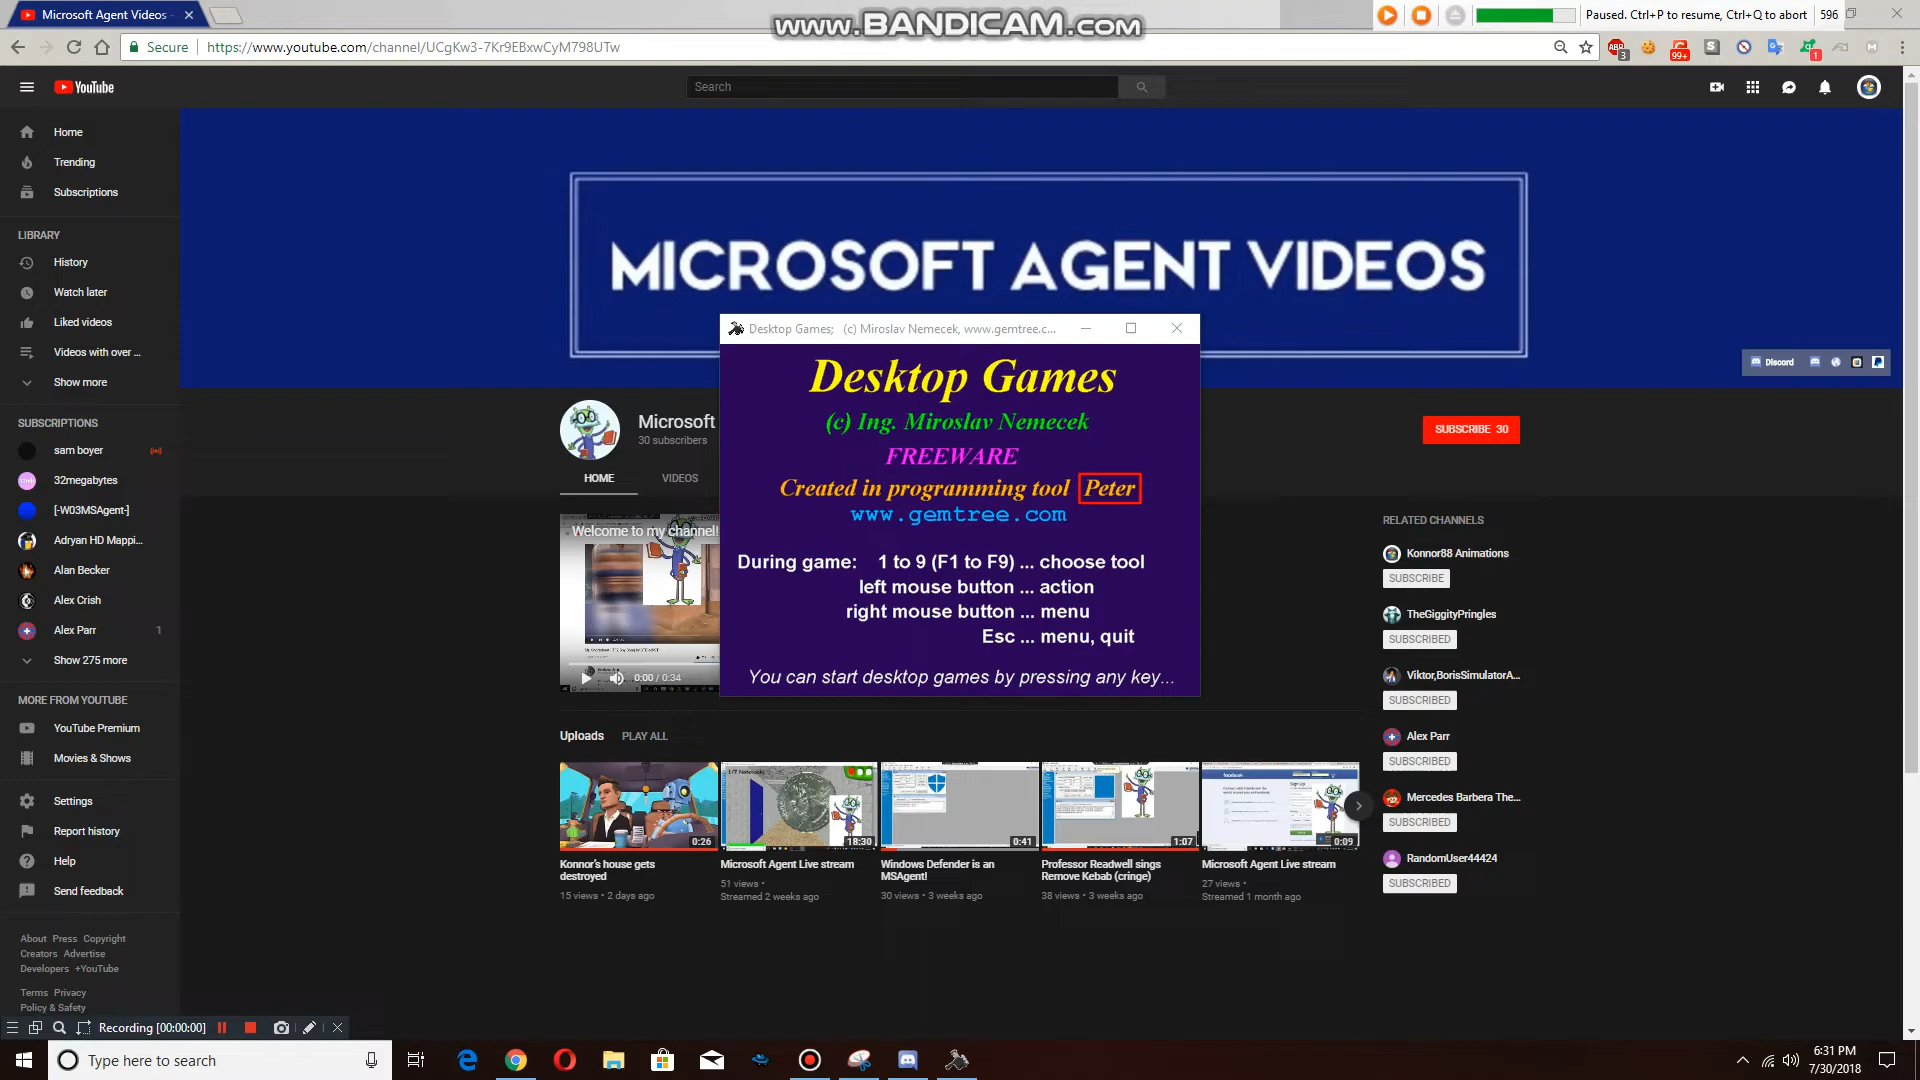 Microsoft Agent Videos -
www.BANDICAM.com
Paused. Ctrl+P to resume, Ctrl+Q to abort
596
Secure
https://www.youtube.com/channel/UCgKw3-7Kr9EBxwCyM798UTw
ABP
3
99+
1
YouTube
Search
Home
Trending
Subscriptions
LIBRARY
History
Watch later
Liked videos
Videos with over ...
Show more
SUBSCRIPTIONS
sam boyer
32megabytes
[-W03MSAgent-]
Adryan HD Mappi...
Alan Becker
Alex Crish
Alex Parr 1
Show 275 more
MORE FROM YOUTUBE
YouTube Premium
Movies & Shows
Settings
Report history
Help
Send feedback
About Press Copyright
Creators Advertise
Developers +YouTube
Terms Privacy
Policy & Safety
MICROSOFT AGENT VIDEOS
Discord
Microsoft
30 subscribers
SUBSCRIBE 30
HOME
VIDEOS
Desktop Games; (c) Miroslav Nemecek, www.gemtree.c...
Desktop Games
(c) Ing. Miroslav Nemecek
FREEWARE
Created in programming tool Peter
www.gemtree.com
During game: 1 to 9 (F1 to F9) ... choose tool
left mouse button ... action
right mouse button ... menu
Esc ... menu, quit
You can start desktop games by pressing any key...
Welcome to my channel!
0:00 / 0:34
RELATED CHANNELS
Konnor88 Animations
SUBSCRIBE
TheGiggityPringles
SUBSCRIBED
Viktor,BorisSimulatorA...
SUBSCRIBED
Alex Parr
SUBSCRIBED
Mercedes Barbera The...
SUBSCRIBED
RandomUser44424
SUBSCRIBED
Uploads
PLAY ALL
0:26
Konnor's house gets
destroyed
15 views • 2 days ago
1/7 Notebooks
18:30
Microsoft Agent Live stream
51 views •
Streamed 2 weeks ago
0:41
Windows Defender is an
MSAgent!
30 views • 3 weeks ago
1:07
Professor Readwell sings
Remove Kebab (cringe)
38 views • 3 weeks ago
facebook
0:09
Microsoft Agent Live stream
27 views •
Streamed 1 month ago
Recording [00:00:00]
Type here to search
6:31 PM
7/30/2018